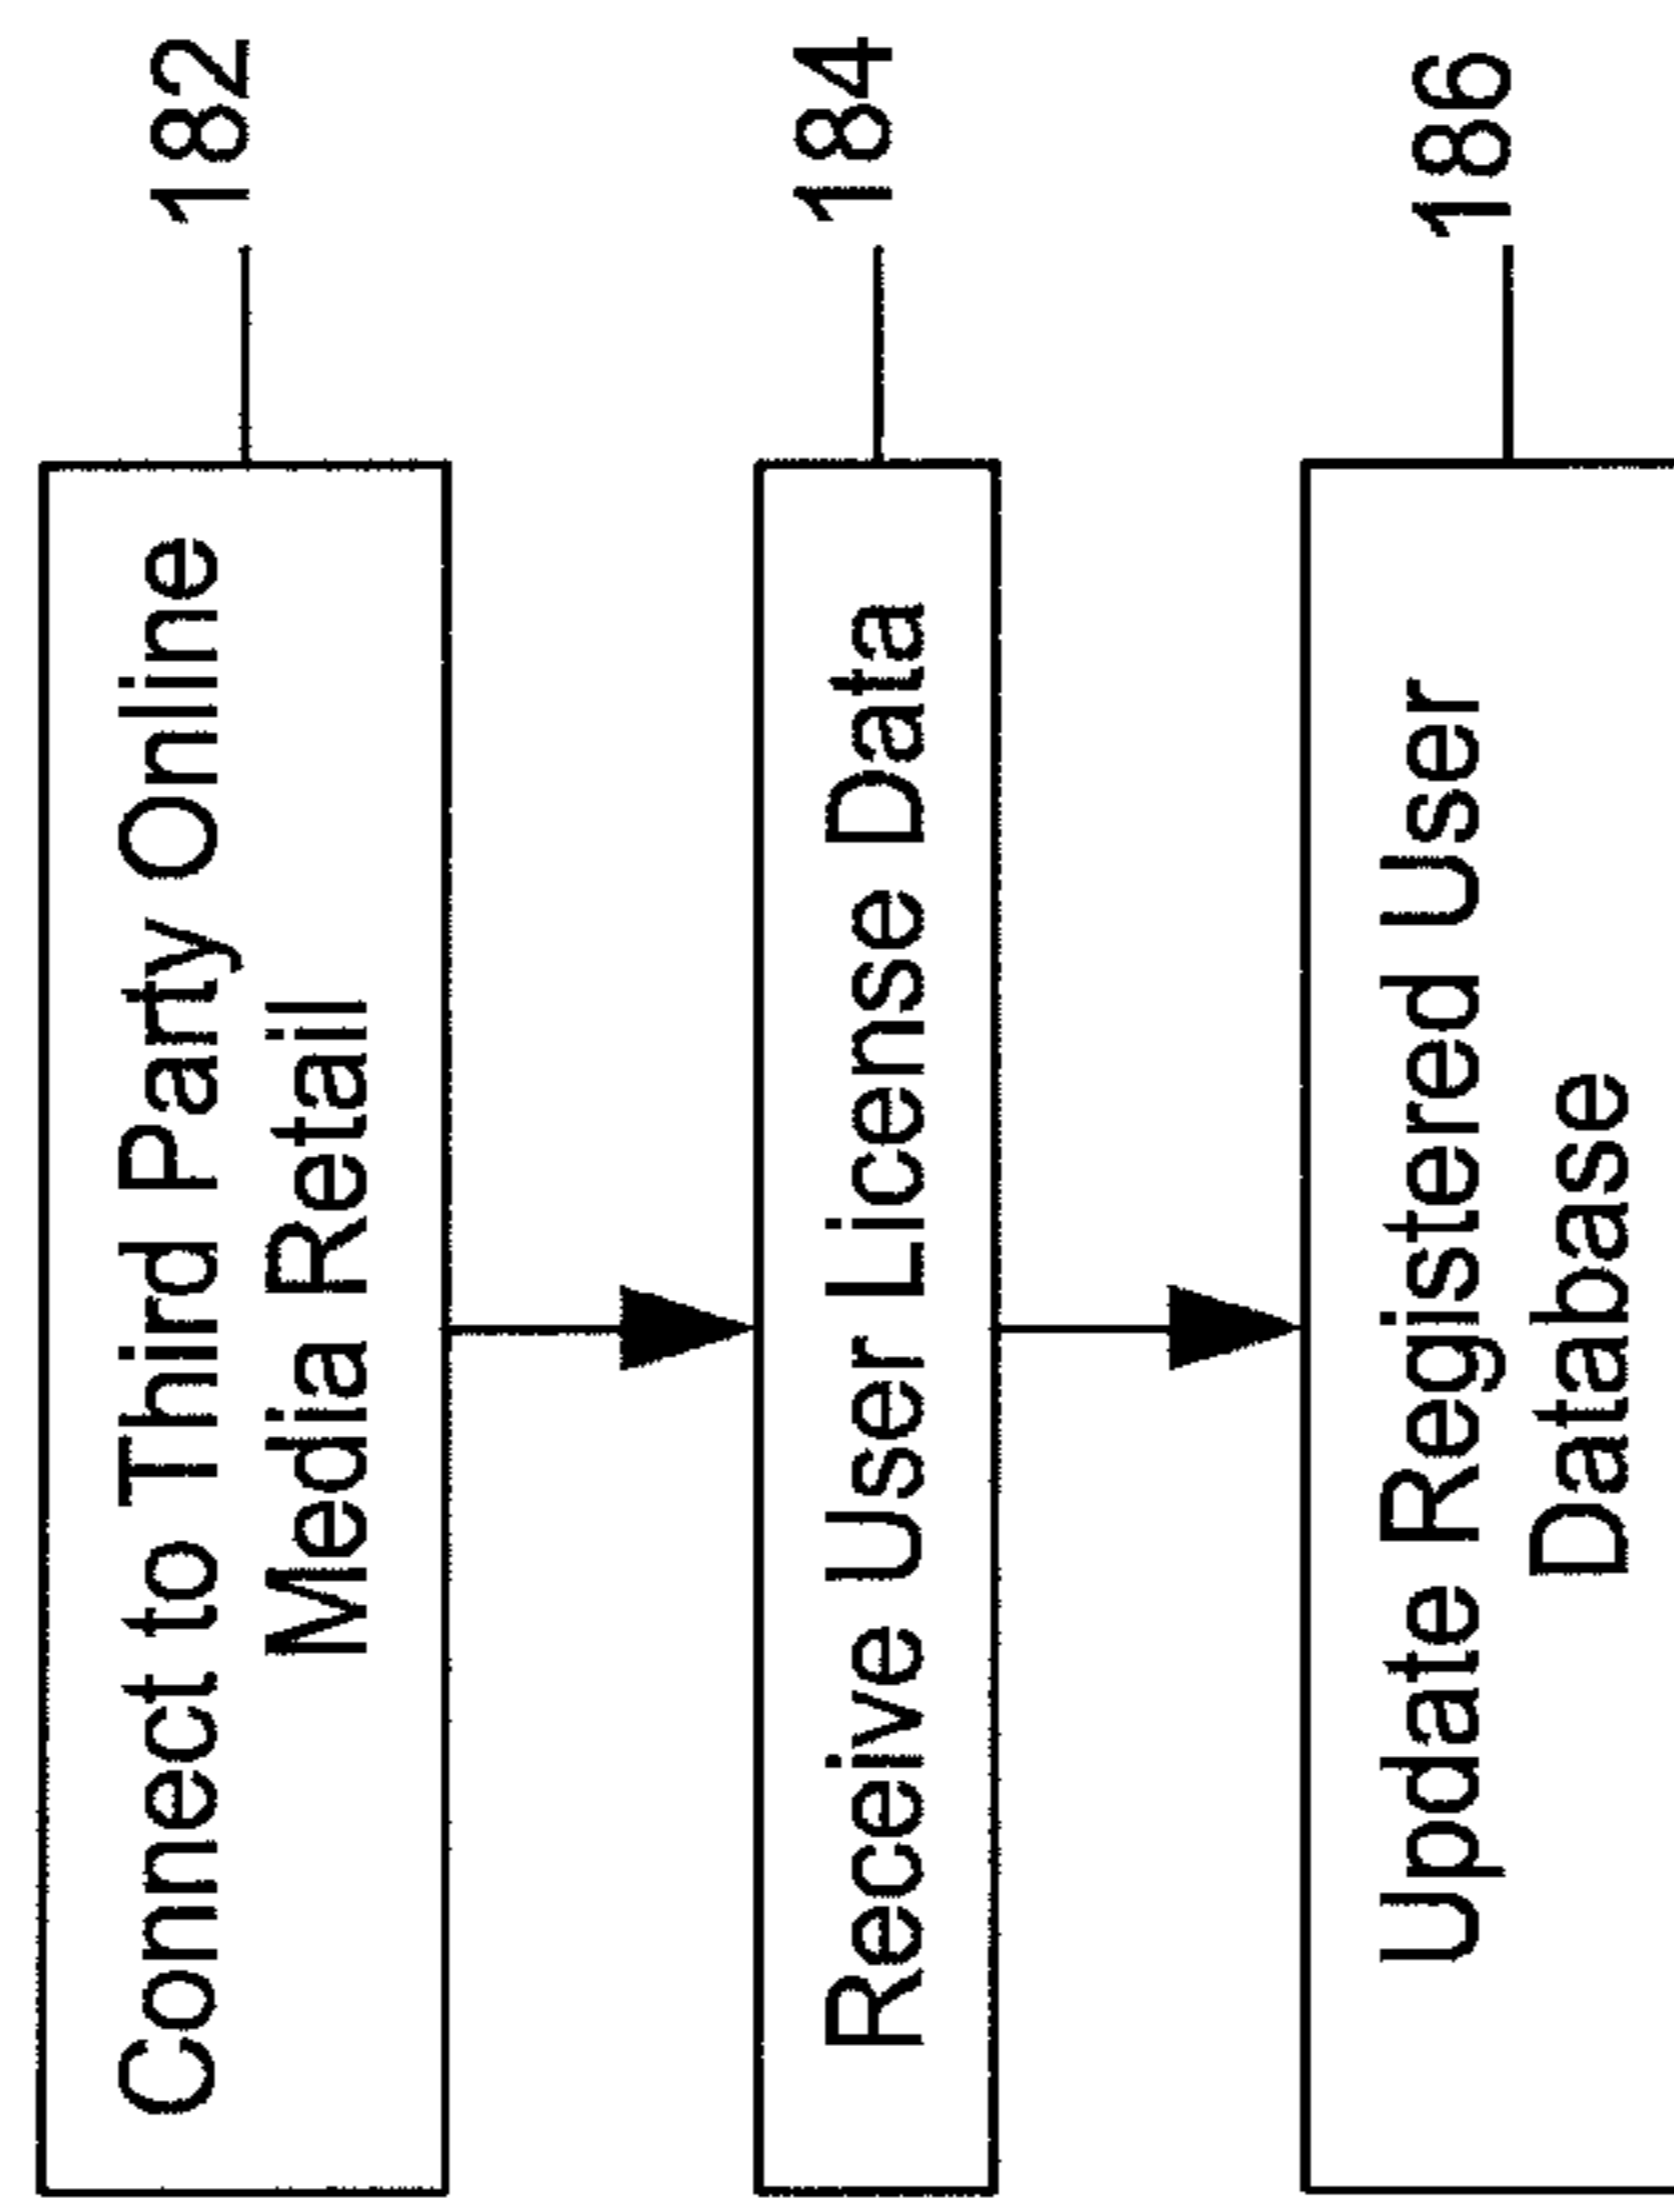 Connect to Third Party Online
Media Retail
182
Receive User License Data
184
Update Registered User
Database
186